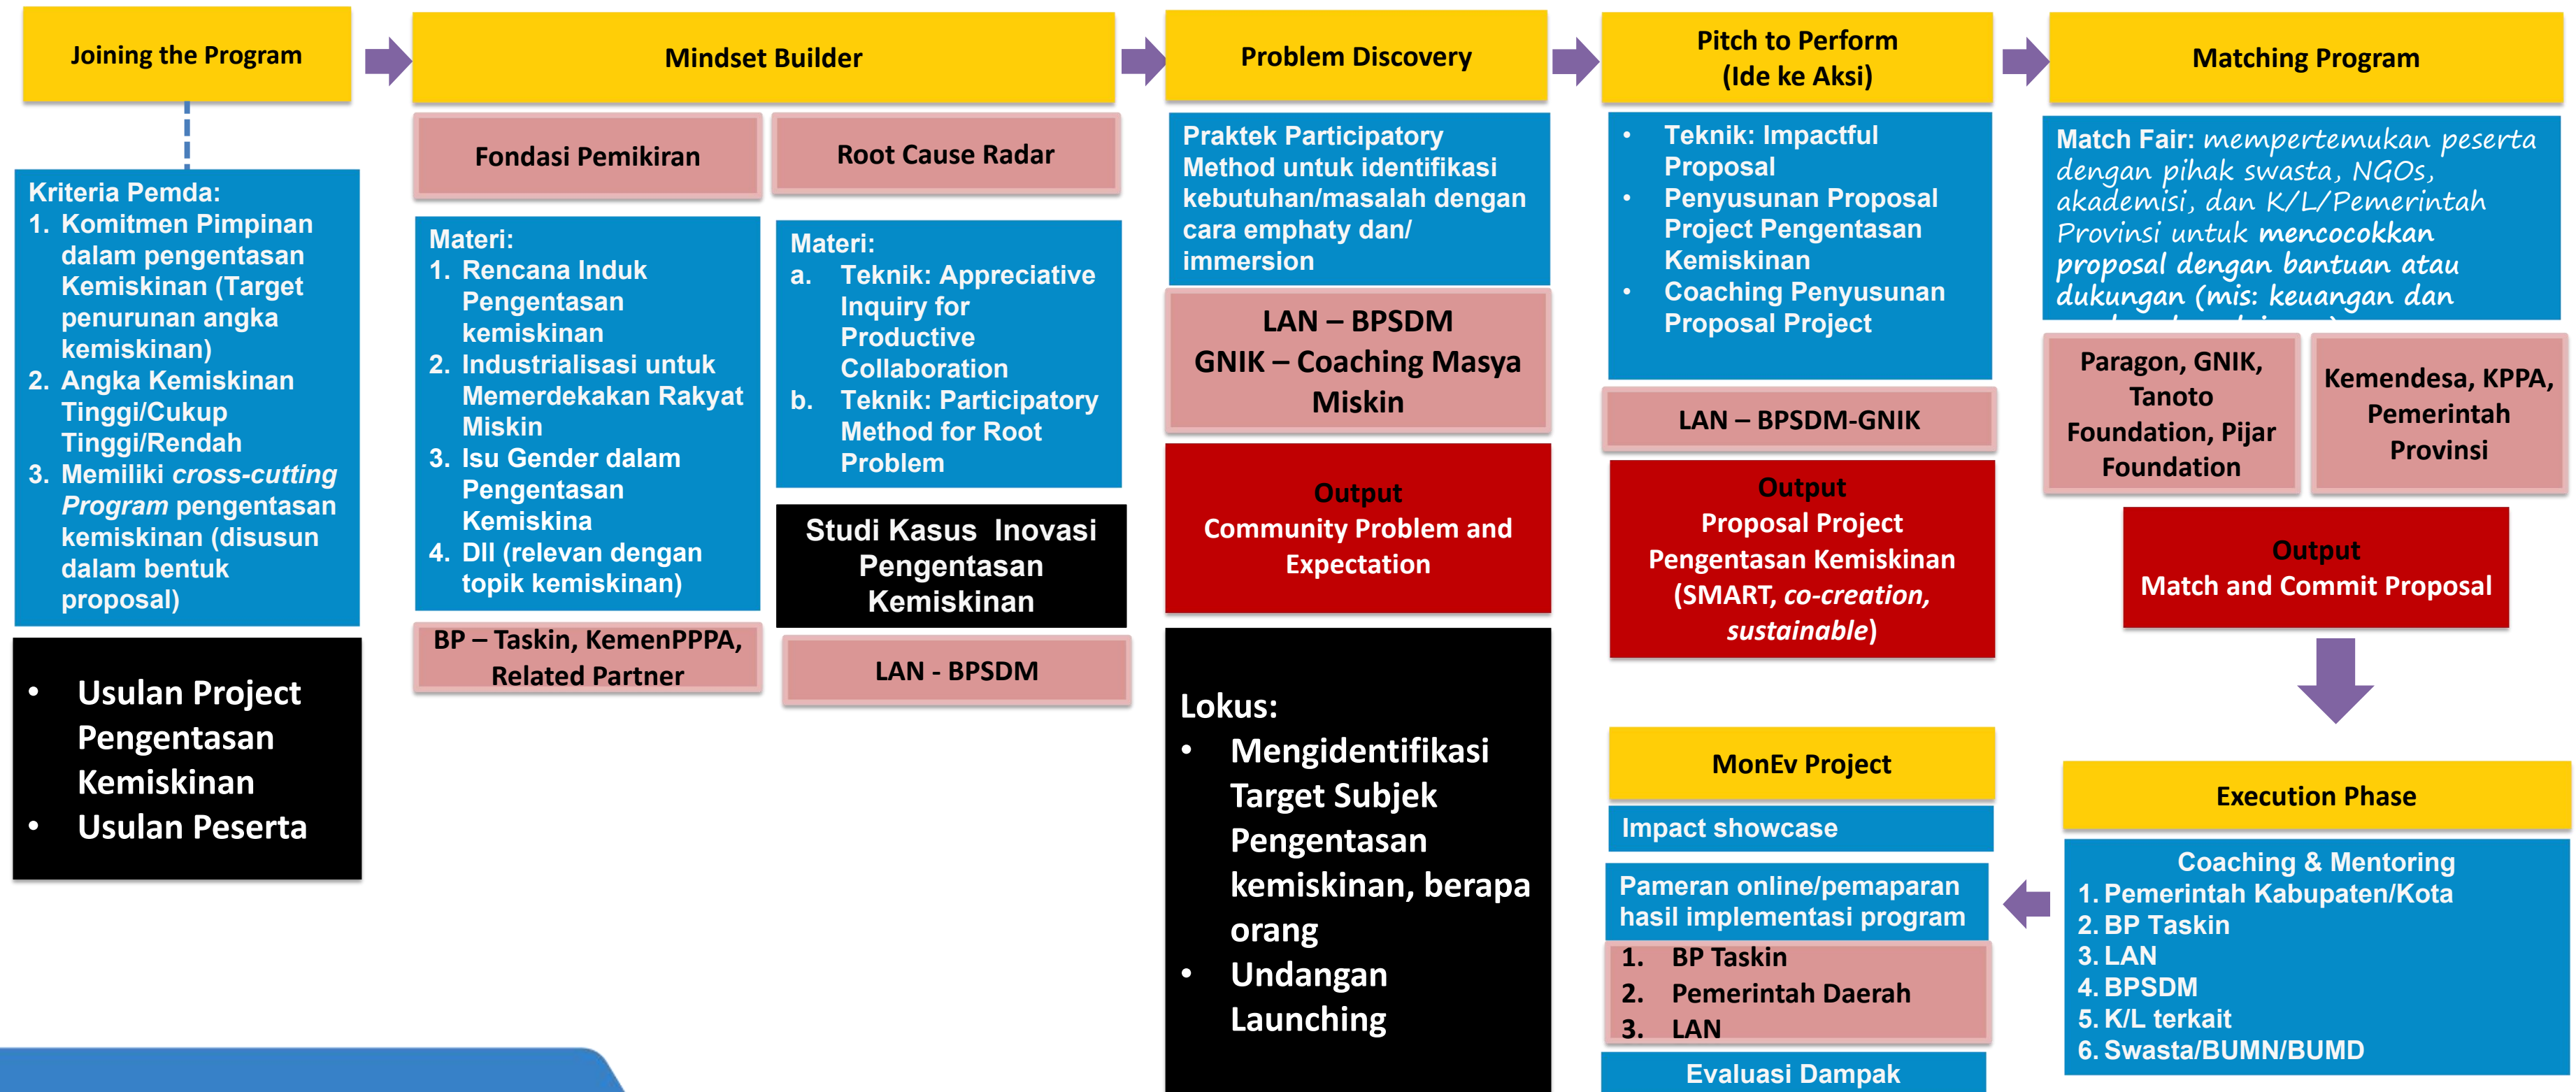 Joining the Program
Kriteria Pemda:
1. Komitmen Pimpinan
dalam pengentasan
Kemiskinan (Target
penurunan angka
kemiskinan)
2. Angka Kemiskinan
Tinggi/Cukup
Tinggi/Rendah
3. Memiliki cross-cutting
Program pengentasan
kemiskinan (disusun
dalam bentuk
proposal)
• Usulan Project
Pengentasan
Kemiskinan
• Usulan Peserta
Mindset Builder
Fondasi Pemikiran
Materi:
1. Rencana Induk
Pengentasan
kemiskinan
2. Industrialisasi untuk
Memerdekakan Rakyat
Miskin
3. Isu Gender dalam
Pengentasan
Kemiskina
4. Dll (relevan dengan
topik kemiskinan)
BP – Taskin, KemenPPPA,
Related Partner
Root Cause Radar
Materi:
a. Teknik: Appreciative
Inquiry for
Productive
Collaboration
b. Teknik: Participatory
Method for Root
Problem
Studi Kasus Inovasi
Pengentasan
Kemiskinan
LAN - BPSDM
Problem Discovery
Praktek Participatory
Method untuk identifikasi
kebutuhan/masalah dengan
cara emphaty dan/
immersion
LAN – BPSDM
GNIK – Coaching Masya
Miskin
Output
Community Problem and
Expectation
Lokus:
• Mengidentifikasi
Target Subjek
Pengentasan
kemiskinan, berapa
orang
• Undangan
Launching
Pitch to Perform
(Ide ke Aksi)
• Teknik: Impactful
Proposal
• Penyusunan Proposal
Project Pengentasan
Kemiskinan
• Coaching Penyusunan
Proposal Project
LAN – BPSDM-GNIK
Output
Proposal Project
Pengentasan Kemiskinan
(SMART, co-creation,
sustainable)
Matching Program
Match Fair: mempertemukan peserta
dengan pihak swasta, NGOs,
akademisi, dan K/L/Pemerintah
Provinsi untuk mencocokkan
proposal dengan bantuan atau
dukungan (mis: keuangan dan
Paragon, GNIK,
Tanoto
Foundation, Pijar
Foundation
Kemendesa, KPPA,
Pemerintah
Provinsi
Output
Match and Commit Proposal
Execution Phase
Coaching & Mentoring
1. Pemerintah Kabupaten/Kota
2. BP Taskin
3. LAN
4. BPSDM
5. K/L terkait
6. Swasta/BUMN/BUMD
MonEv Project
Impact showcase
Pameran online/pemaparan
hasil implementasi program
1. BP Taskin
2. Pemerintah Daerah
3. LAN
Evaluasi Dampak